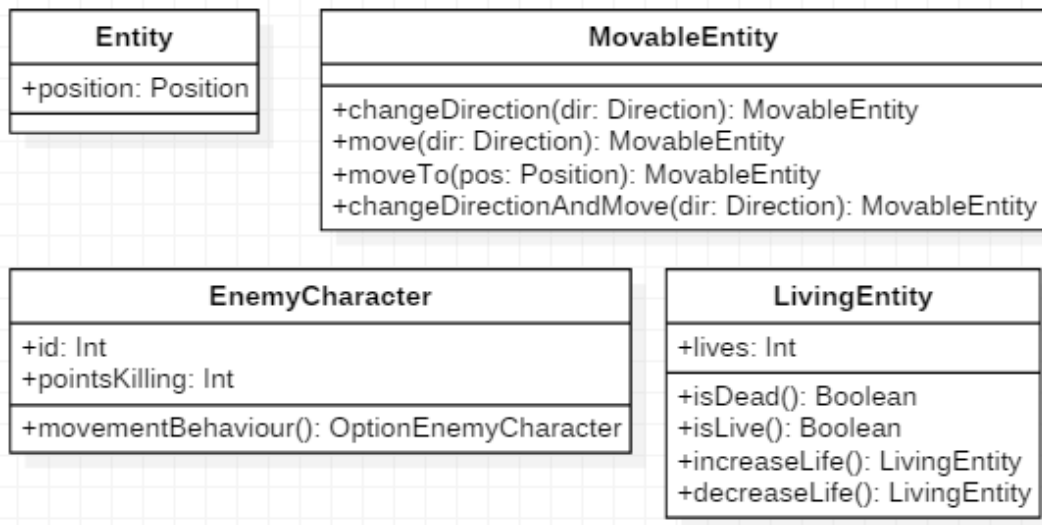 Entity
+position: Position
MovableEntity
+changeDirection(dir: Direction): MovableEntity
+move(dir: Direction): MovableEntity
+moveTo(pos: Position): MovableEntity
+changeDirectionAndMove(dir: Direction): MovableEntity
EnemyCharacter
+id: Int
+pointsKilling: Int
+movementBehaviour(): OptionEnemyCharacter
LivingEntity
+lives: Int
+isDead(): Boolean
+isLive(): Boolean
+increaseLife(): LivingEntity
+decreaseLife(): LivingEntity